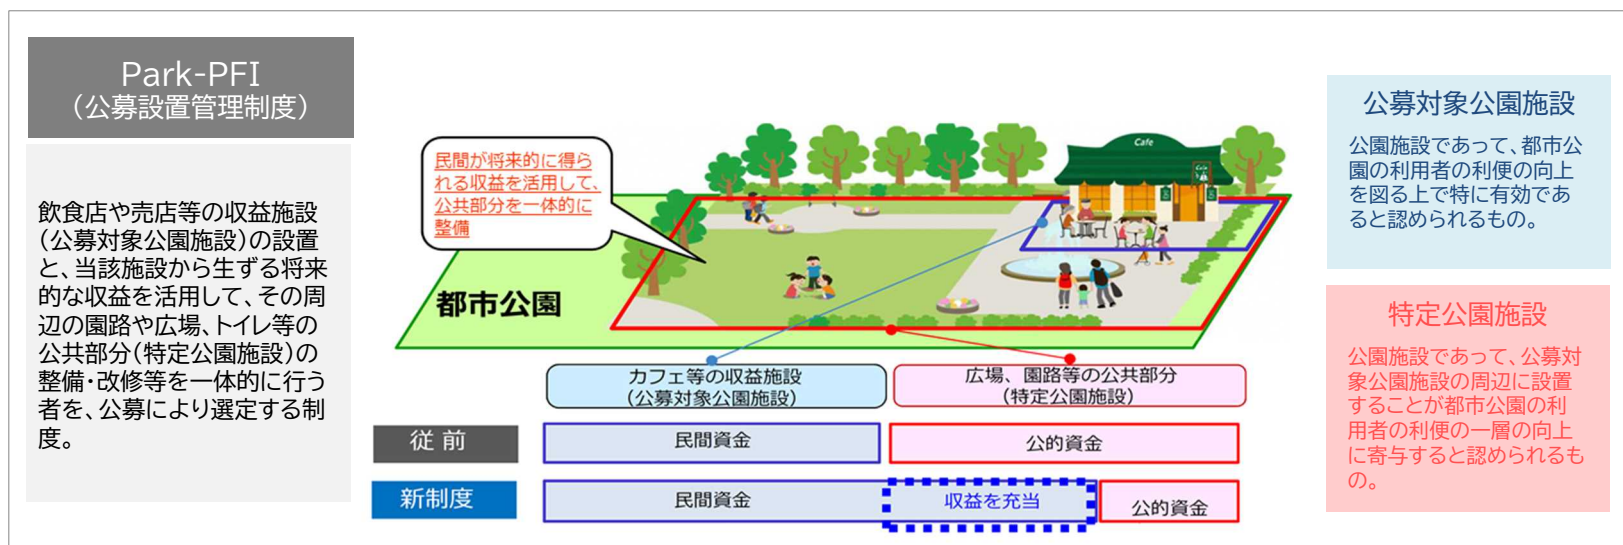 Park-PFI
（公募設置管理制度）
飲食店や売店等の収益施設
（公募対象公園施設）の設置
と、当該施設から生ずる将来
的な収益を活用して、その周
辺の園路や広場、トイレ等の
公共部分（特定公園施設）の
整備・改修等を一体的に行う
者を、公募により選定する制
度。
民間が将来的に得ら
れる収益を活用して、
公共部分を一体的に
整備
Cafe
都市公園
カフェ等の収益施設
（公募対象公園施設）
広場、園路等の公共部分
（特定公園施設）
従 前
民間資金
公的資金
新制度
民間資金
収益を充当
公的資金
公募対象公園施設
公園施設であって、都市公
園の利用者の利便の向上
を図る上で特に有効であ
ると認められるもの。
特定公園施設
公園施設であって、公募対
象公園施設の周辺に設置
することが都市公園の利
用者の利便の一層の向上
に寄与すると認められるも
の。